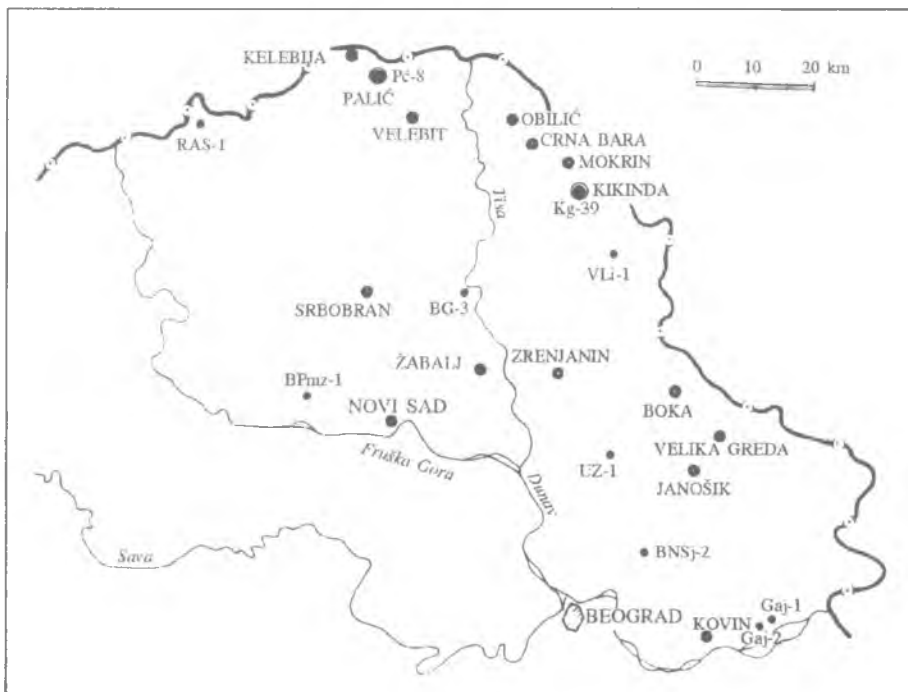 KELEBIJA
Pč-8
PALIĆ
VELEBIT
RAS-1
0 10 20 km
OBILIĆ
CRNA BARA
MOKRIN
KIKINDA
Kg-39
Tisa
VLi-1
SRBOBRAN
BG-3
ŽABALJ
ZRENJANIN
BPmz-1
NOVI SAD
BOKA
VELIKA GREDA
Fruška Gora
UZ-1
JANOŠIK
Dunav
Sava
BNSj-2
BEOGRAD
Gaj-1
KOVIN
Gaj-2